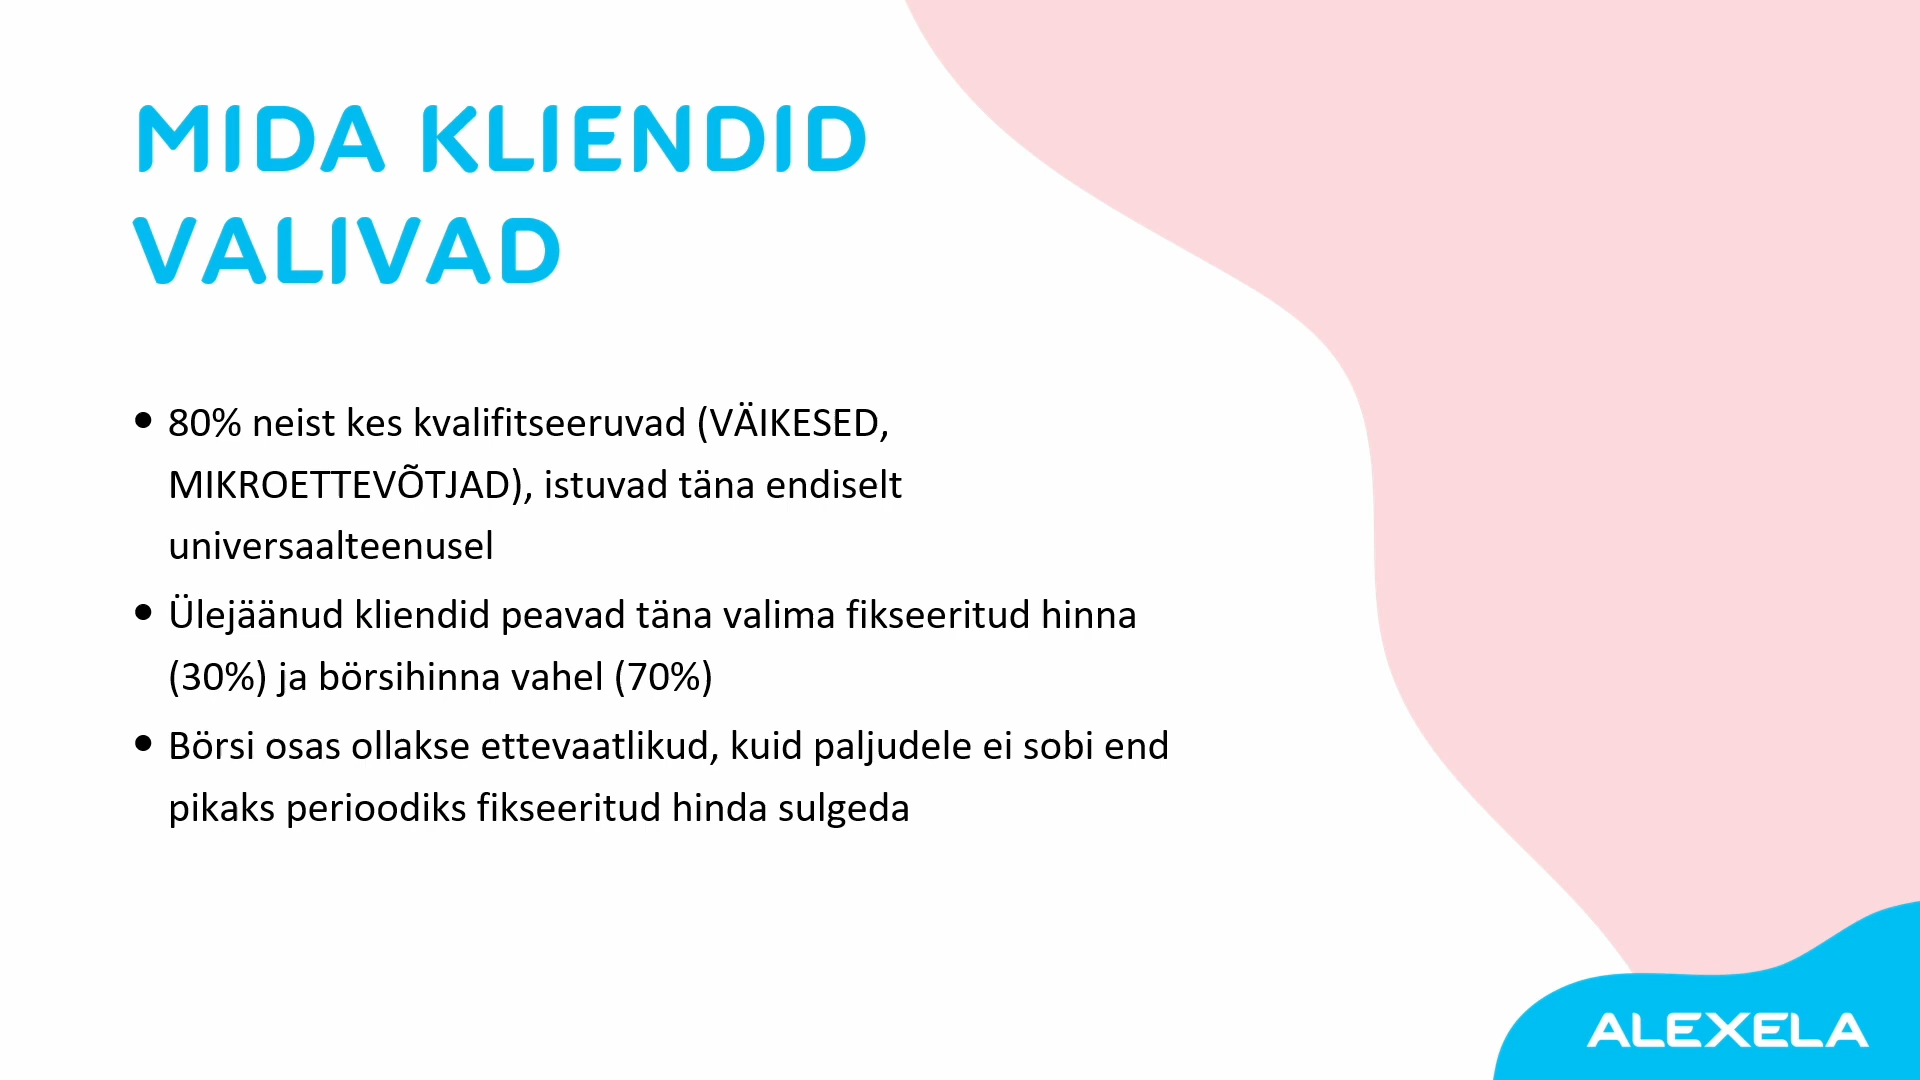 MIDA KLIENDID
VALIVAD
• 80% neist kes kvalifitseeruvad (VÄIKESED,
MIKROETTEVÕTJAD), istuvad täna endiselt
universaalteenusel
• Ülejäänud kliendid peavad täna valima fikseeritud hinna
(30%) ja börsihinna vahel (70%)
• Börsi osas ollakse ettevaatlikud, kuid paljudele ei sobi end
pikaks perioodiks fikseeritud hinda sulgeda
ALEXELA